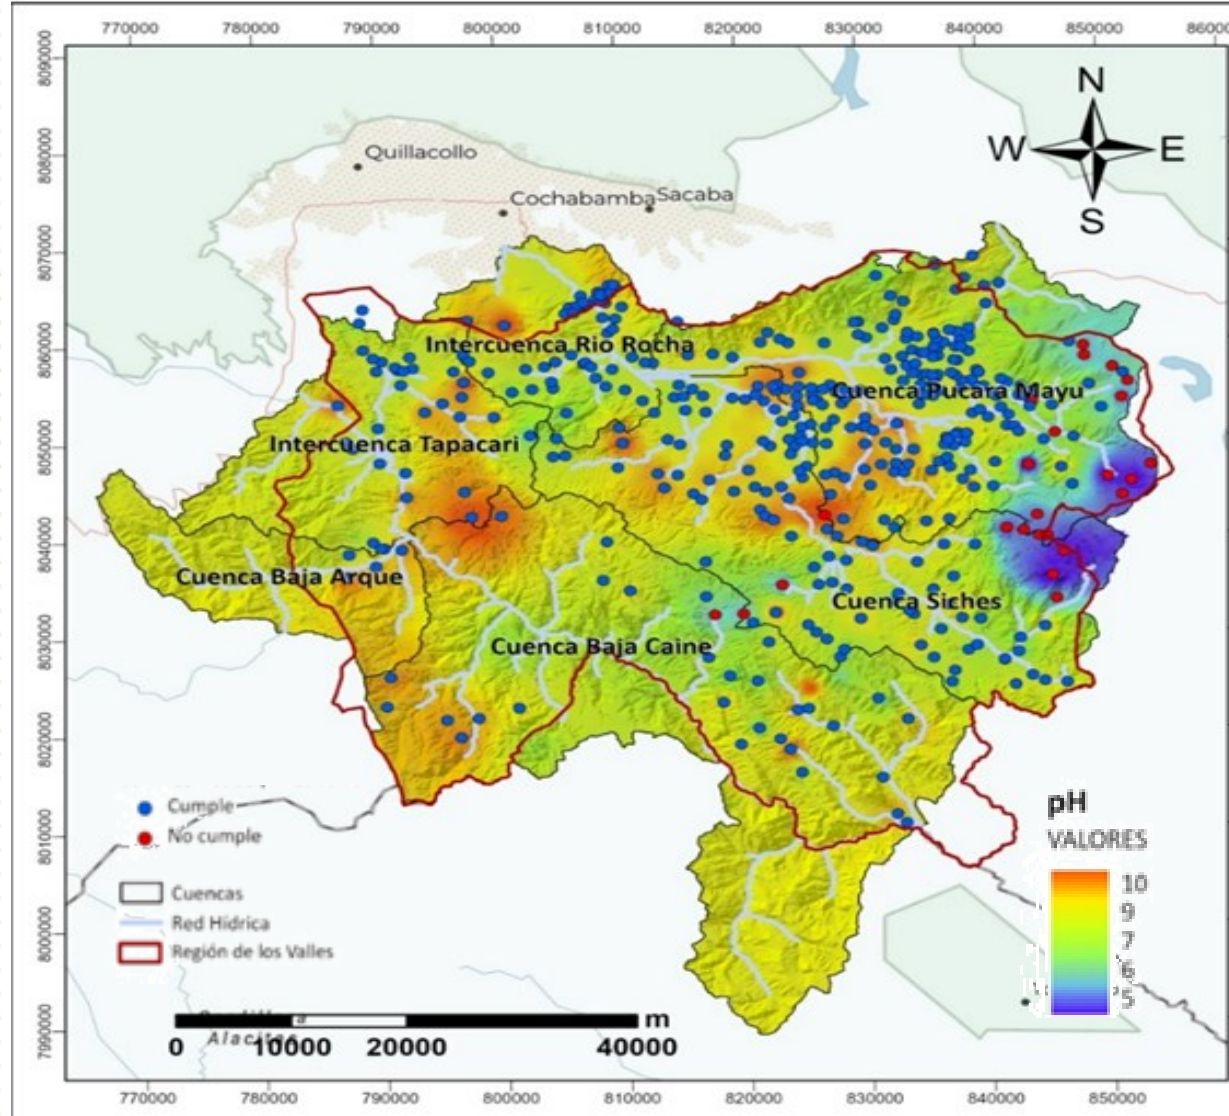 770000 780000 790000 800000 810000 820000 830000 840000 850000
8090000
8080000
8070000
8060000
8050000
8040000
8030000
8020000
8010000
8000000
7990000
N
W E
S
Quillacollo
Cochabamba Sacaba
Intercuenca Rio Rocha
Cuenca Pucara Mayu
Intercuenca Tapacari
Cuenca Baja Arque
Cuenca Siches
Cuenca Baja Caine
Cumple
No cumple
Cuencas
Red Hídrica
Región de los Valles
pH
VALORES
10
9
7
6
5
Alacitas
m
0 10000 20000 40000
770000 780000 790000 800000 810000 820000 830000 840000 850000